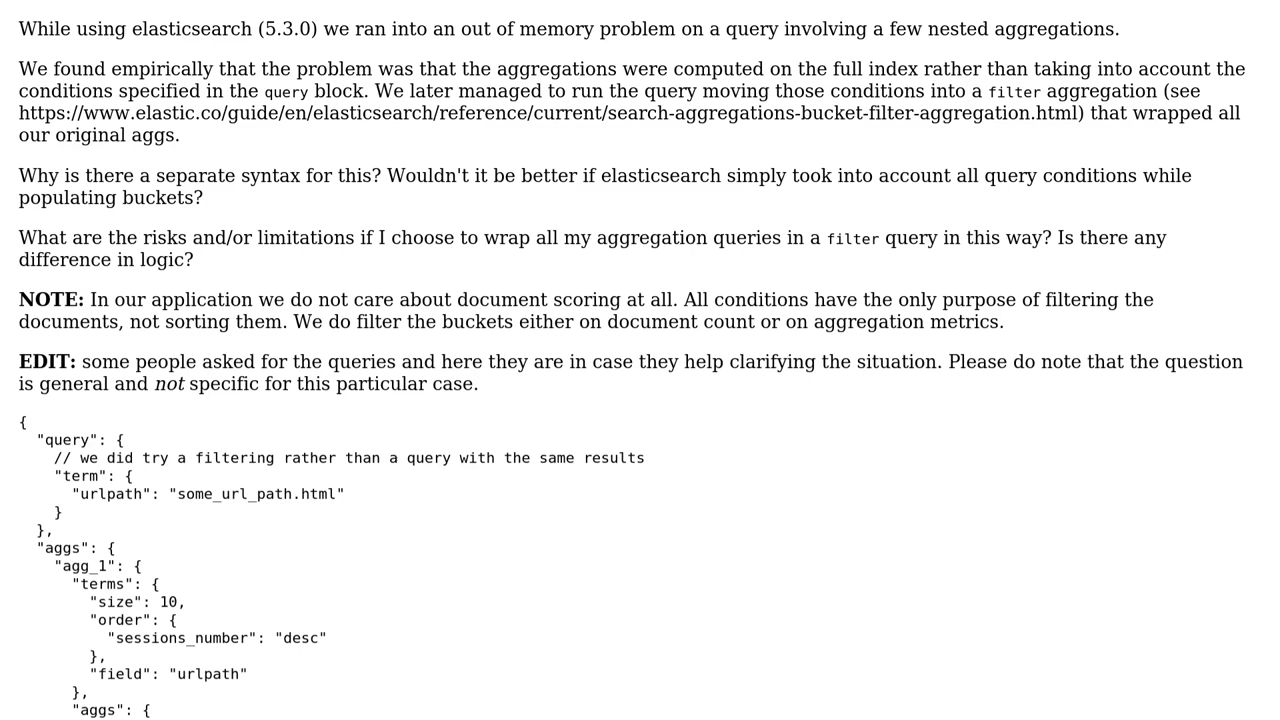 While using elasticsearch (5.3.0) we ran into an out of memory problem on a query involving a few nested aggregations.
We found empirically that the problem was that the aggregations were computed on the full index rather than taking into account the
conditions specified in the query block. We later managed to run the query moving those conditions into a filter aggregation (see
https://www.elastic.co/guide/en/elasticsearch/reference/current/search-aggregations-bucket-filter-aggregation.html) that wrapped all
our original aggs.
Why is there a separate syntax for this? Wouldn't it be better if elasticsearch simply took into account all query conditions while
populating buckets?
What are the risks and/or limitations if I choose to wrap all my aggregation queries in a filter query in this way? Is there any
difference in logic?
NOTE: In our application we do not care about document scoring at all. All conditions have the only purpose of filtering the
documents, not sorting them. We do filter the buckets either on document count or on aggregation metrics.
EDIT: some people asked for the queries and here they are in case they help clarifying the situation. Please do note that the question
is general and not specific for this particular case.
{
  "query": {
    // we did try a filtering rather than a query with the same results
    "term": {
      "urlpath": "some_url_path.html"
    }
  },
  "aggs": {
    "agg_1": {
      "terms": {
        "size": 10,
        "order": {
          "sessions_number": "desc"
        },
        "field": "urlpath"
      },
      "aggs": {